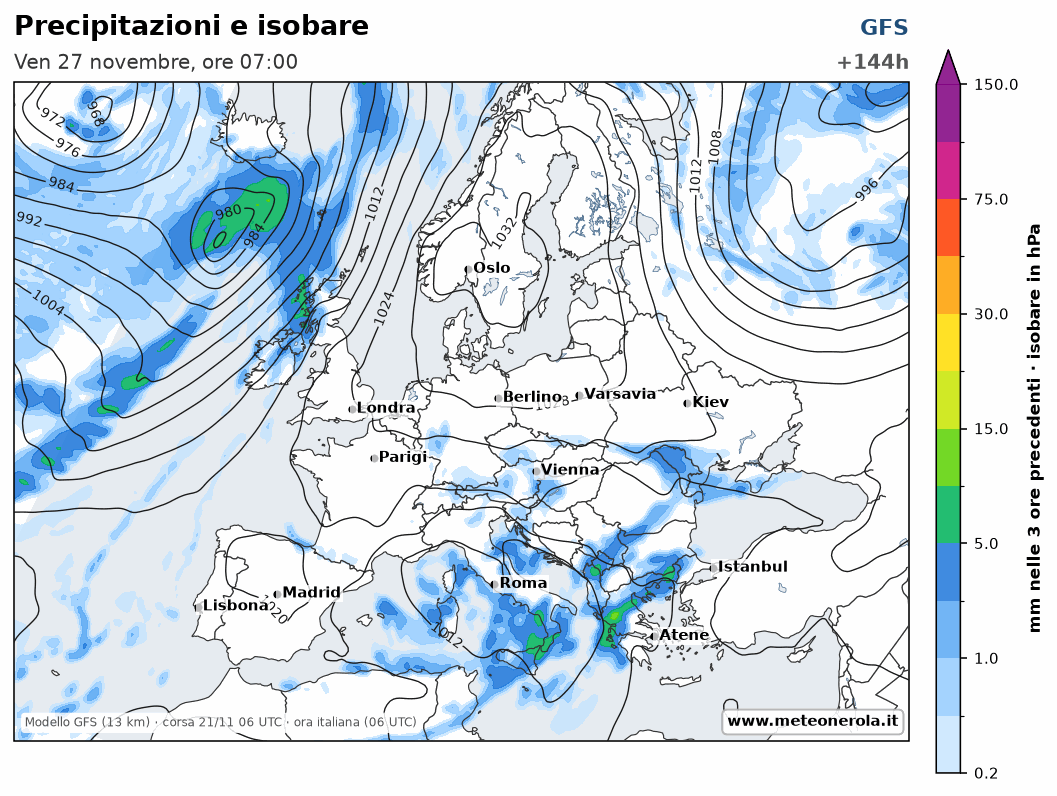 Precipitazioni e isobare
GFS
Ven 27 novembre, ore 07:00
+144h
150.0
75.0
30.0
15.0
5.0
1.0
0.2
mm nelle 3 ore precedenti · isobare in hPa
968
972
976
984
992
980
984
1004
1012
1024
1032
1012
1008
996
1012
Oslo
Londra
Berlino
Varsavia
Kiev
Parigi
Vienna
Roma
Istanbul
Madrid
Lisbona
Atene
Modello GFS (13 km) · corsa 21/11 06 UTC · ora italiana (06 UTC)
www.meteonerola.it